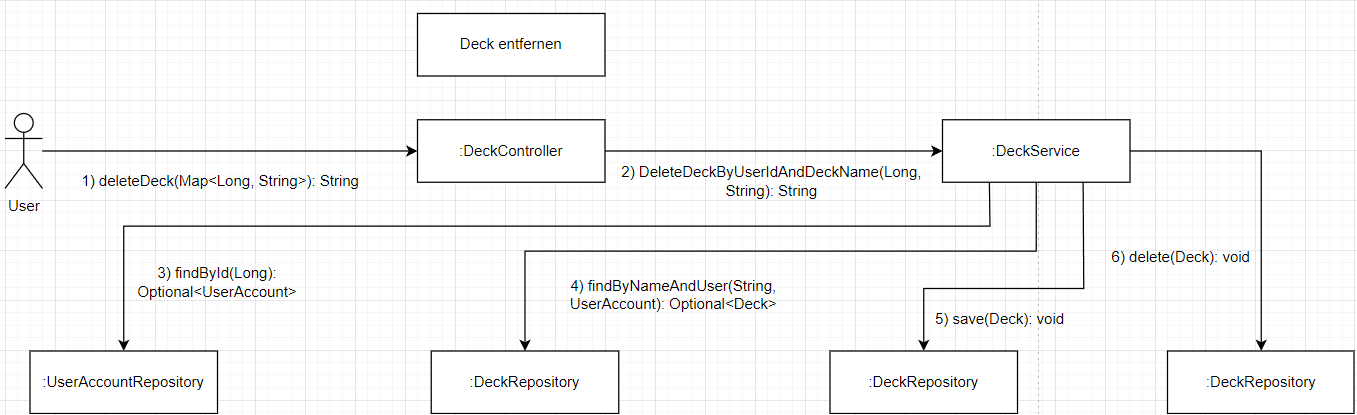 Deck entfernen
User
1) deleteDeck(Map<Long, String>): String
:DeckController
2) DeleteDeckByUserIdAndDeckName(Long,
String): String
:DeckService
3) findById(Long):
Optional<UserAccount>
:UserAccountRepository
4) findByNameAndUser(String,
UserAccount): Optional<Deck>
:DeckRepository
5) save(Deck): void
:DeckRepository
6) delete(Deck): void
:DeckRepository